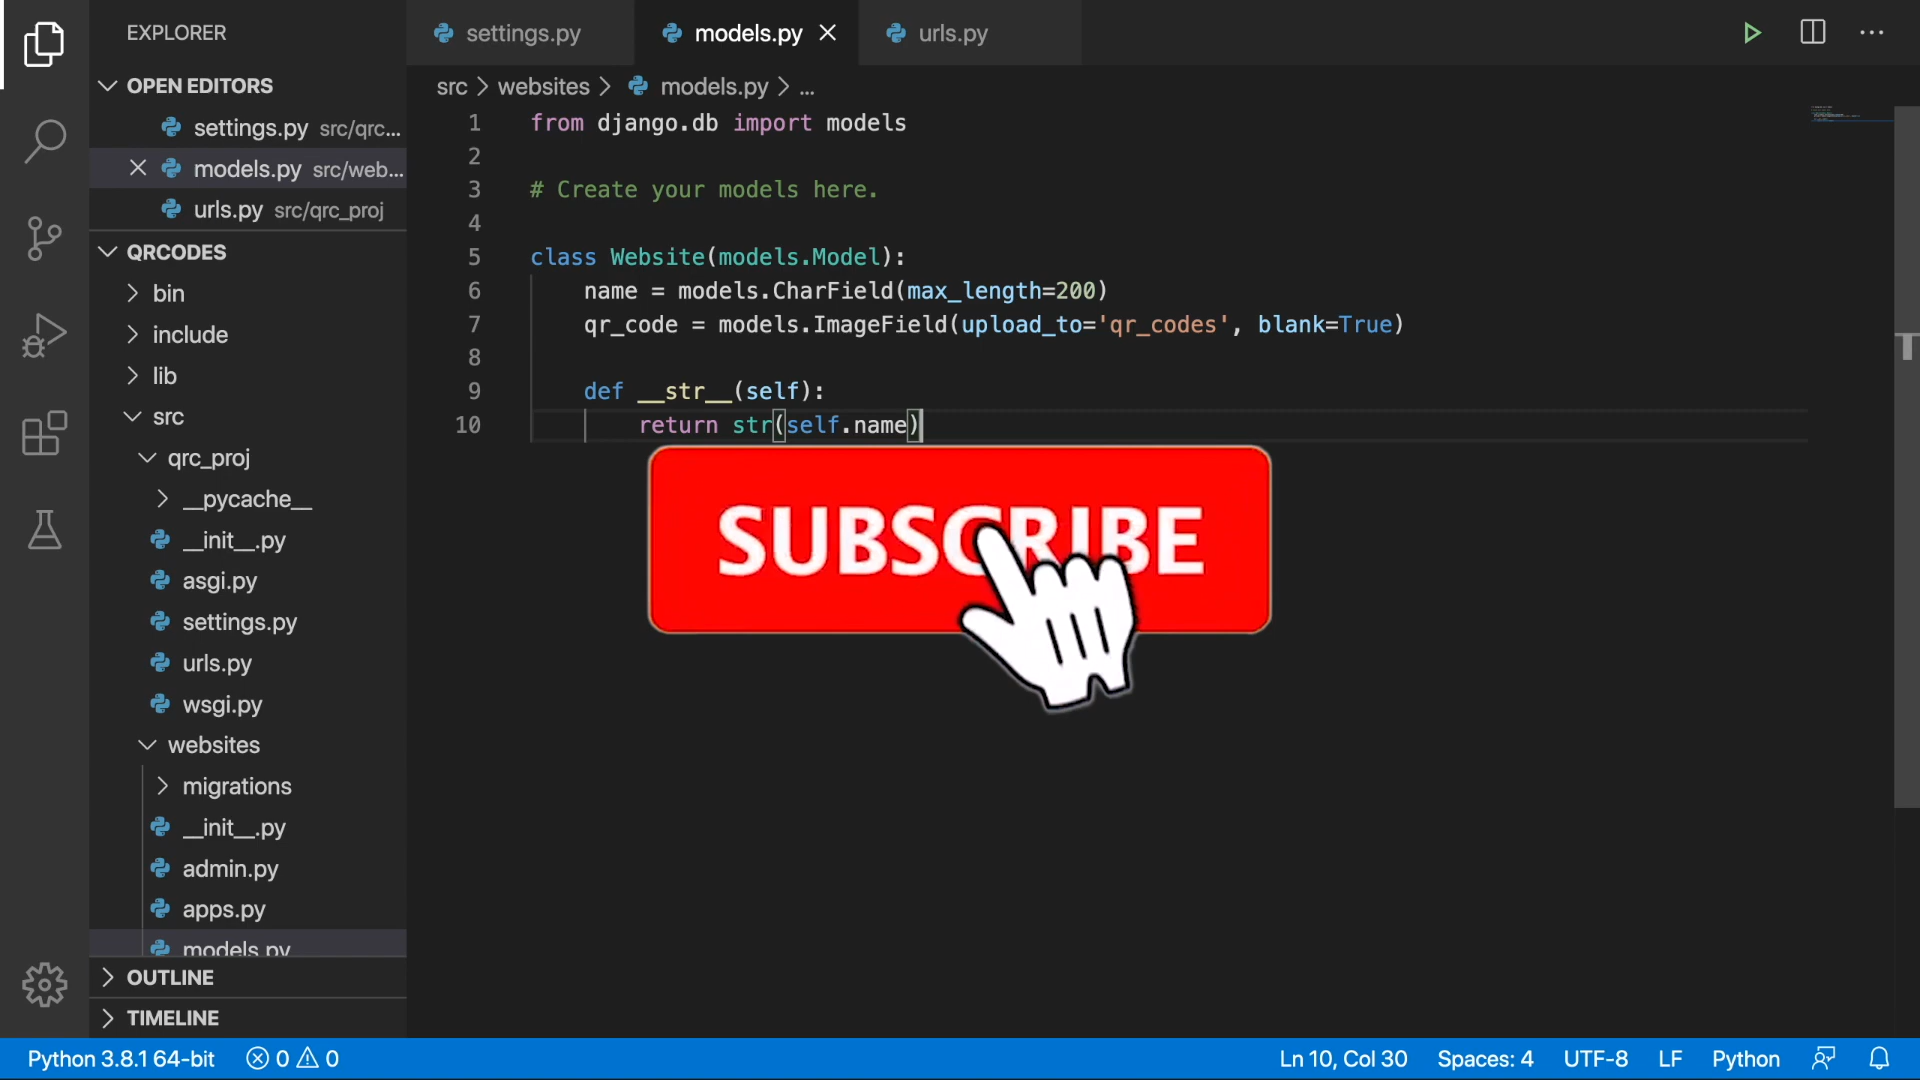 EXPLORER
OPEN EDITORS
settings.py src/qrc...
models.py src/web...
urls.py src/qrc_proj
QRCODES
bin
include
lib
src
qrc_proj
__pycache__
__init__.py
asgi.py
settings.py
urls.py
wsgi.py
websites
migrations
__init__.py
admin.py
apps.py
models.py
OUTLINE
TIMELINE
settings.py
models.py
urls.py
src > websites > models.py > ...
1 from django.db import models
2
3 # Create your models here.
4
5 class Website(models.Model):
6 name = models.CharField(max_length=200)
7 qr_code = models.ImageField(upload_to='qr_codes', blank=True)
8
9 def __str__(self):
10 return str(self.name)
SUBSCRIBE
Python 3.8.1 64-bit 0 0 Ln 10, Col 30 Spaces: 4 UTF-8 LF Python